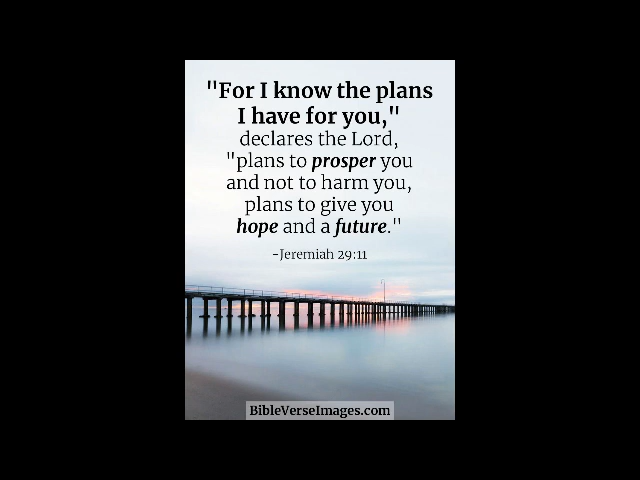 "For I know the plans
I have for you,"
declares the Lord,
"plans to prosper you
and not to harm you,
plans to give you
hope and a future."
-Jeremiah 29:11
BibleVerseImages.com